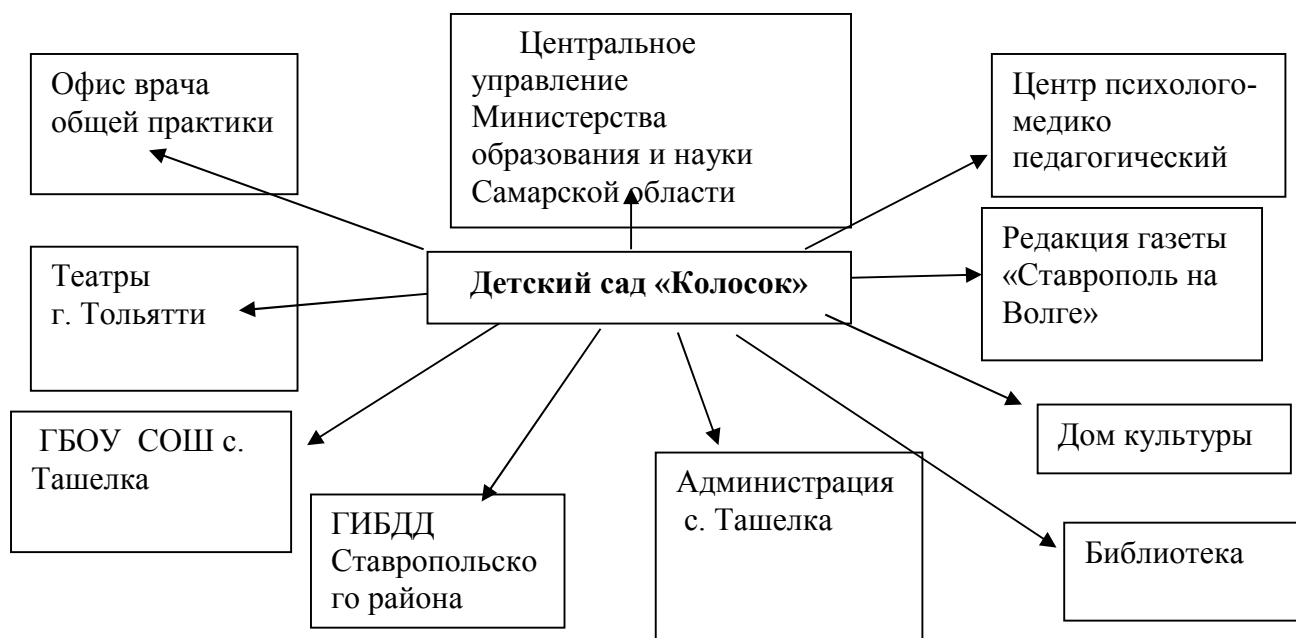 Центральное
управление
Министерства
образования и науки
Самарской области
Офис врача
общей практики
Центр психолого-
медико
педагогический
Театры
г. Тольятти
Детский сад «Колосок»
Редакция газеты
«Ставрополь на
Волге»
ГБОУ СОШ с.
Ташелка
ГИБДД
Ставропольско
го района
Администрация
с. Ташелка
Дом культуры
Библиотека